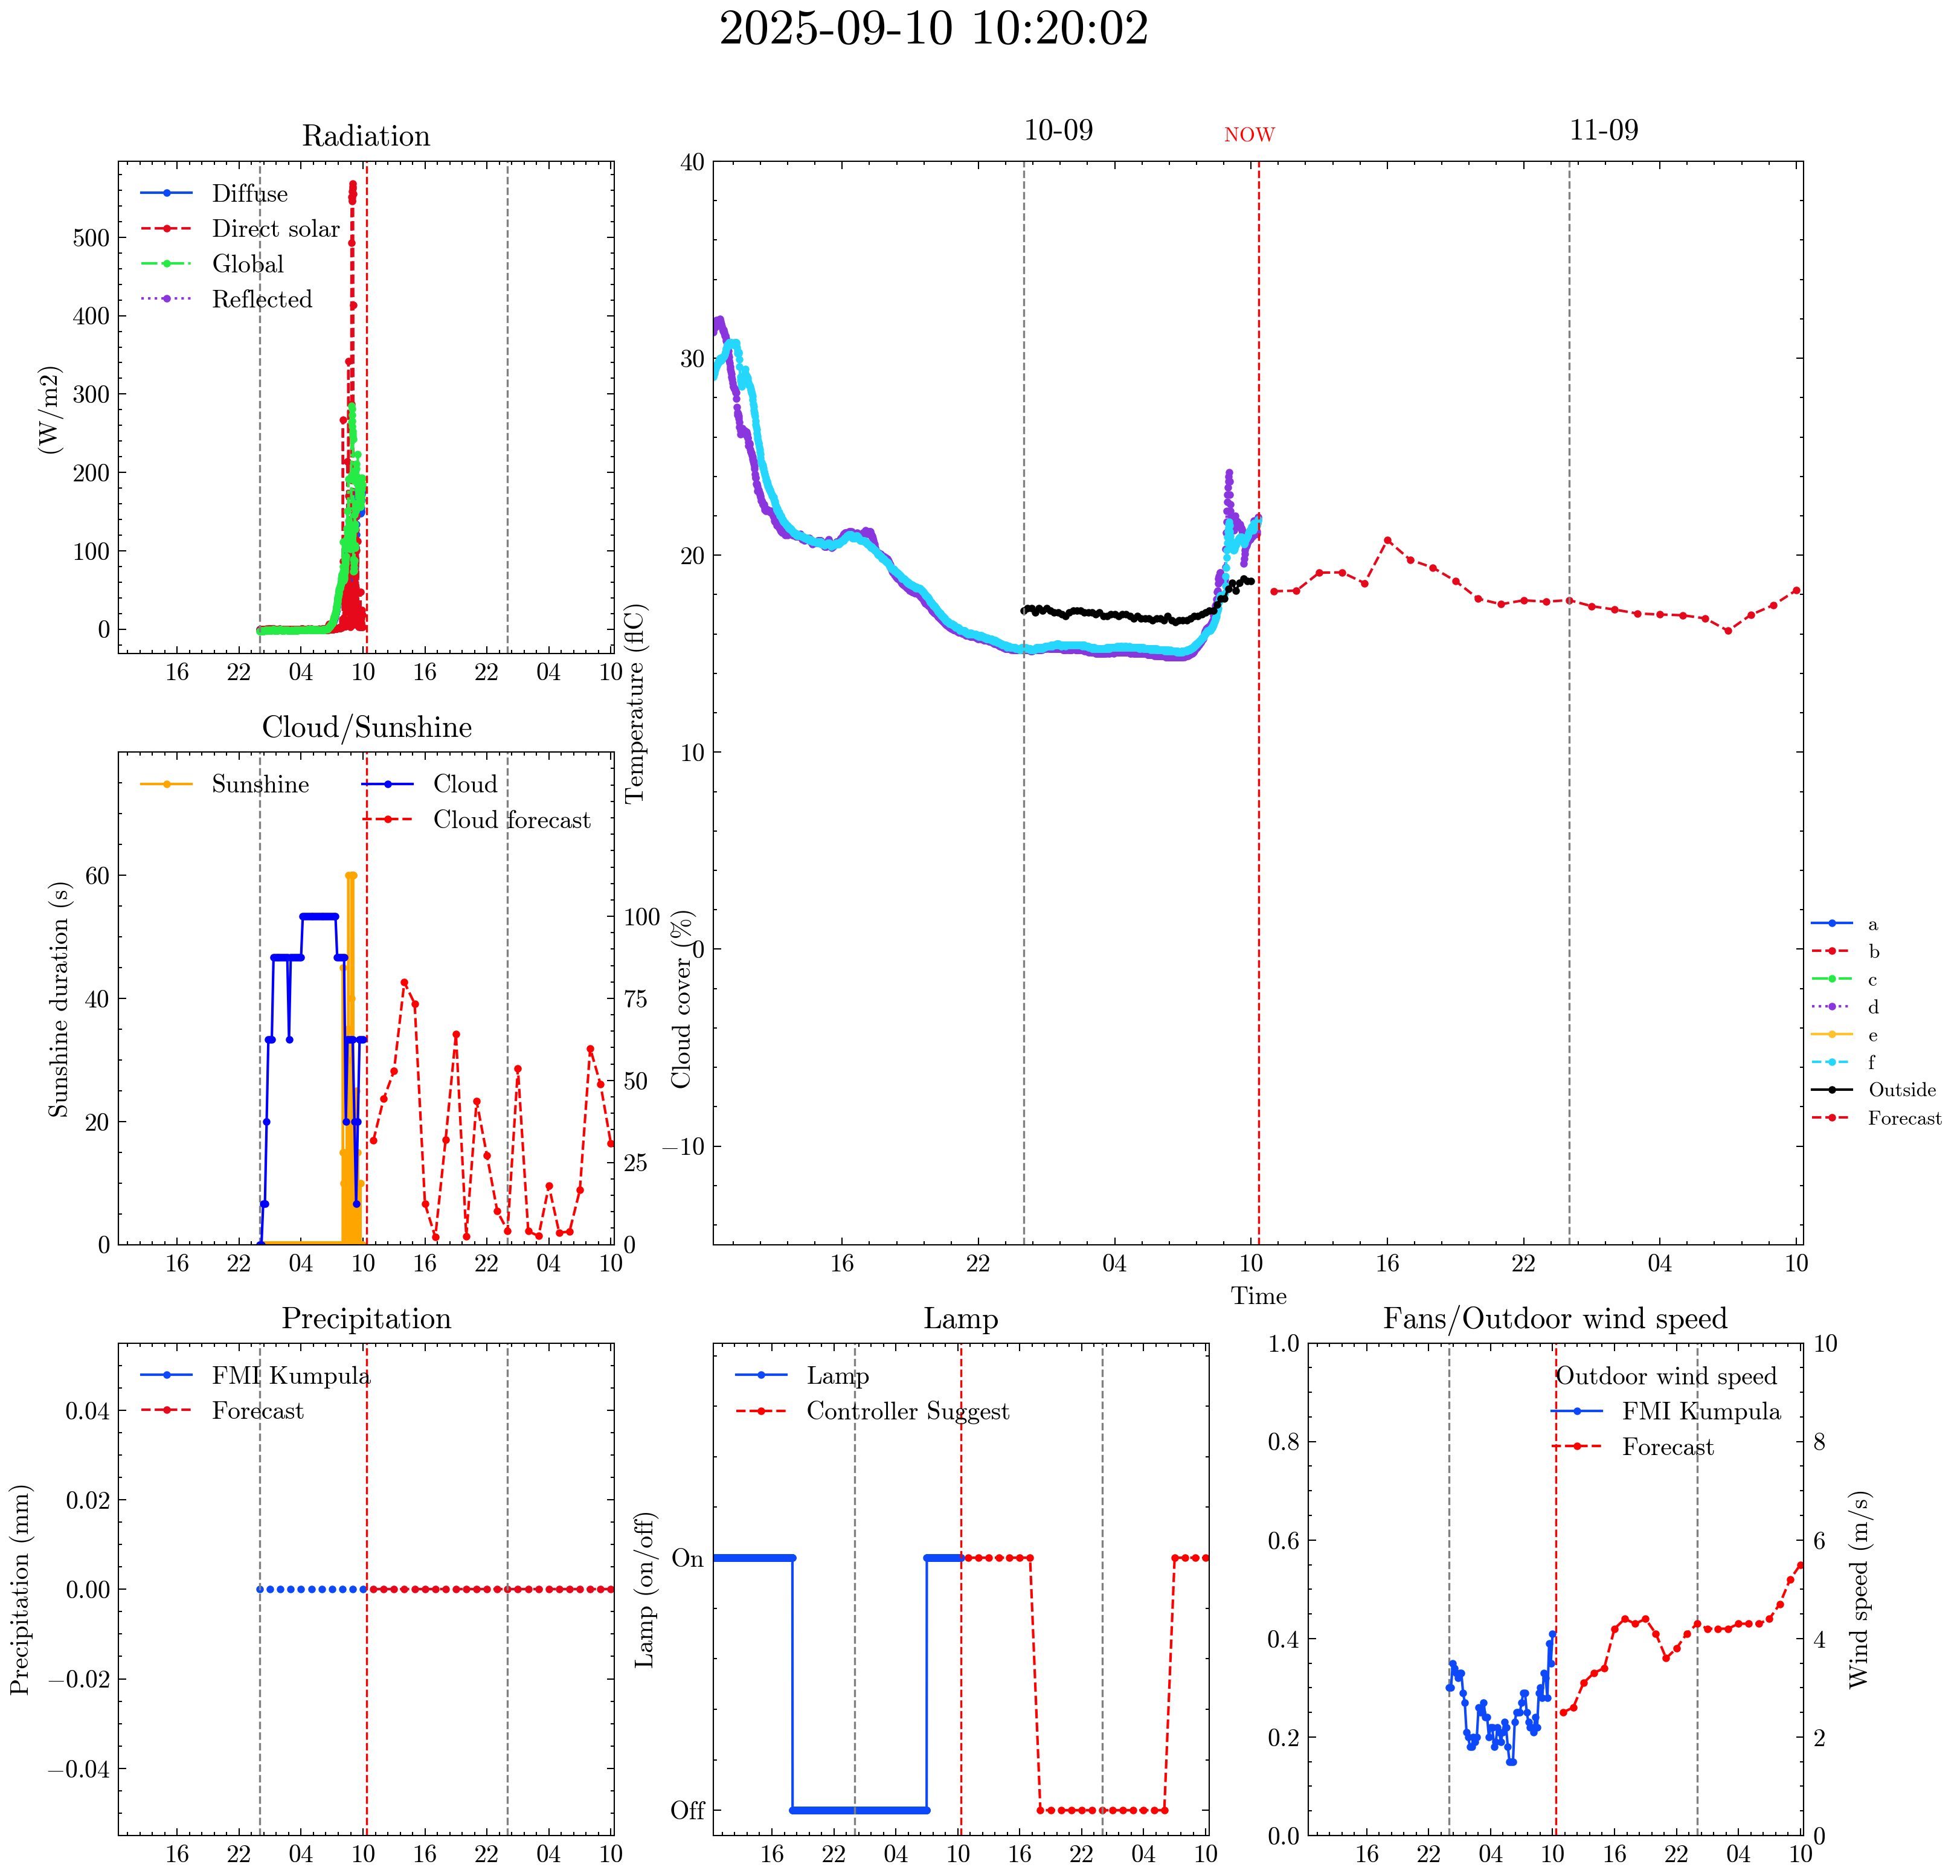 2025-09-10 10:20:02
Radiation
(W/m2)
500
400
300
200
100
0
Diffuse
Direct solar
Global
Reflected
16 22 04 10 16 22 04 10
10-09 NOW 11-09
Temperature (flC)
40
30
20
10
0
−10
16 22 04 10 16 22 04 10
Time
a
b
c
d
e
f
Outside
Forecast
Cloud/Sunshine
Sunshine duration (s)
60
40
20
0
Sunshine
Cloud
Cloud forecast
100
75
50
25
0
Cloud cover (%)
16 22 04 10 16 22 04 10
Precipitation
Precipitation (mm)
0.04
0.02
0.00
−0.02
−0.04
FMI Kumpula
Forecast
16 22 04 10 16 22 04 10
Lamp
Lamp (on/off)
On
Off
Lamp
Controller Suggest
16 22 04 10 16 22 04 10
Fans/Outdoor wind speed
1.0
0.8
0.6
0.4
0.2
0.0
Outdoor wind speed
FMI Kumpula
Forecast
10
8
6
4
2
0
Wind speed (m/s)
16 22 04 10 16 22 04 10